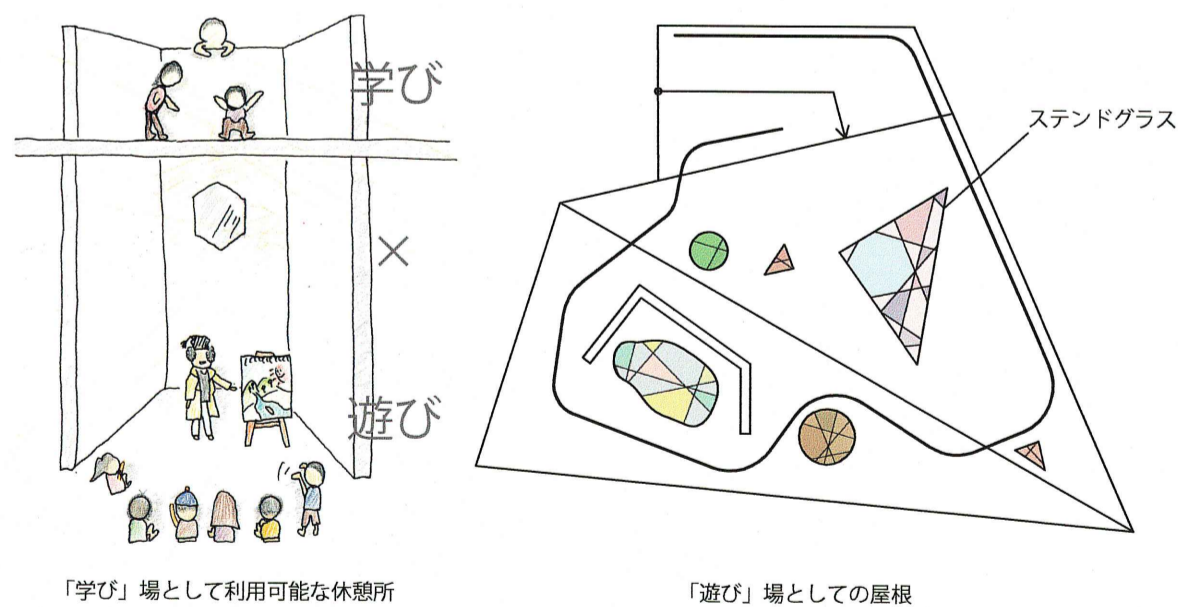 学び
×
遊び
ステンドグラス
「学び」場として利用可能な休憩所
「遊び」場としての屋根